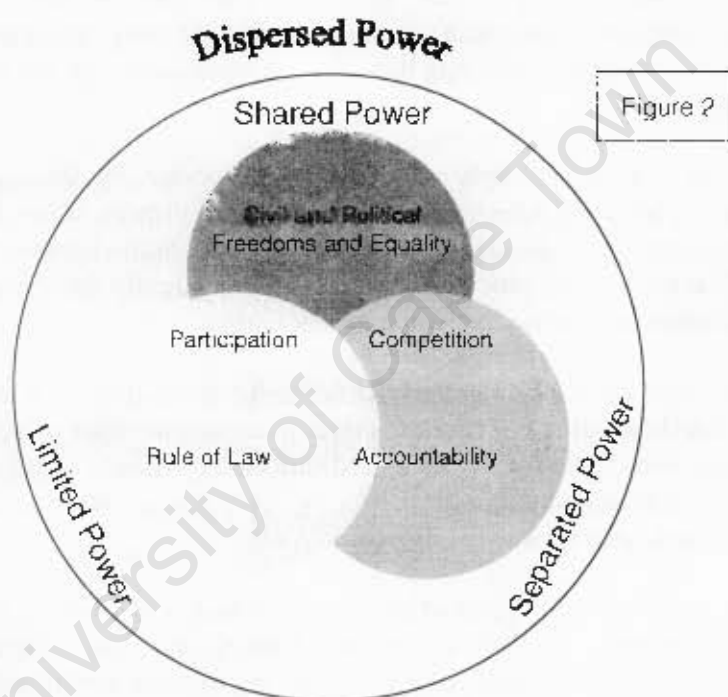 Dispersed Power
Figure 2
Shared Power
Civil and Political
Freedoms and Equality
Participation
Competition
Rule of Law
Accountability
Limited Power
Separated Power
University of Cape Town